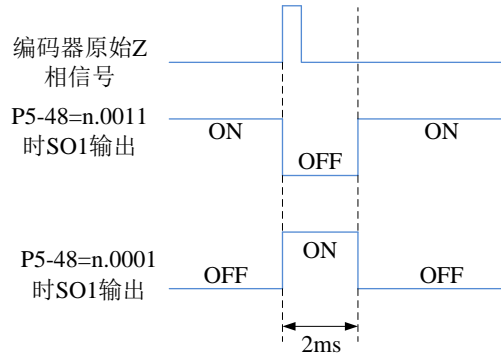 编码器原始Z
相信号
P5-48=n.0011
时SO1输出
ON
OFF
ON
P5-48=n.0001
时SO1输出
OFF
ON
OFF
2ms